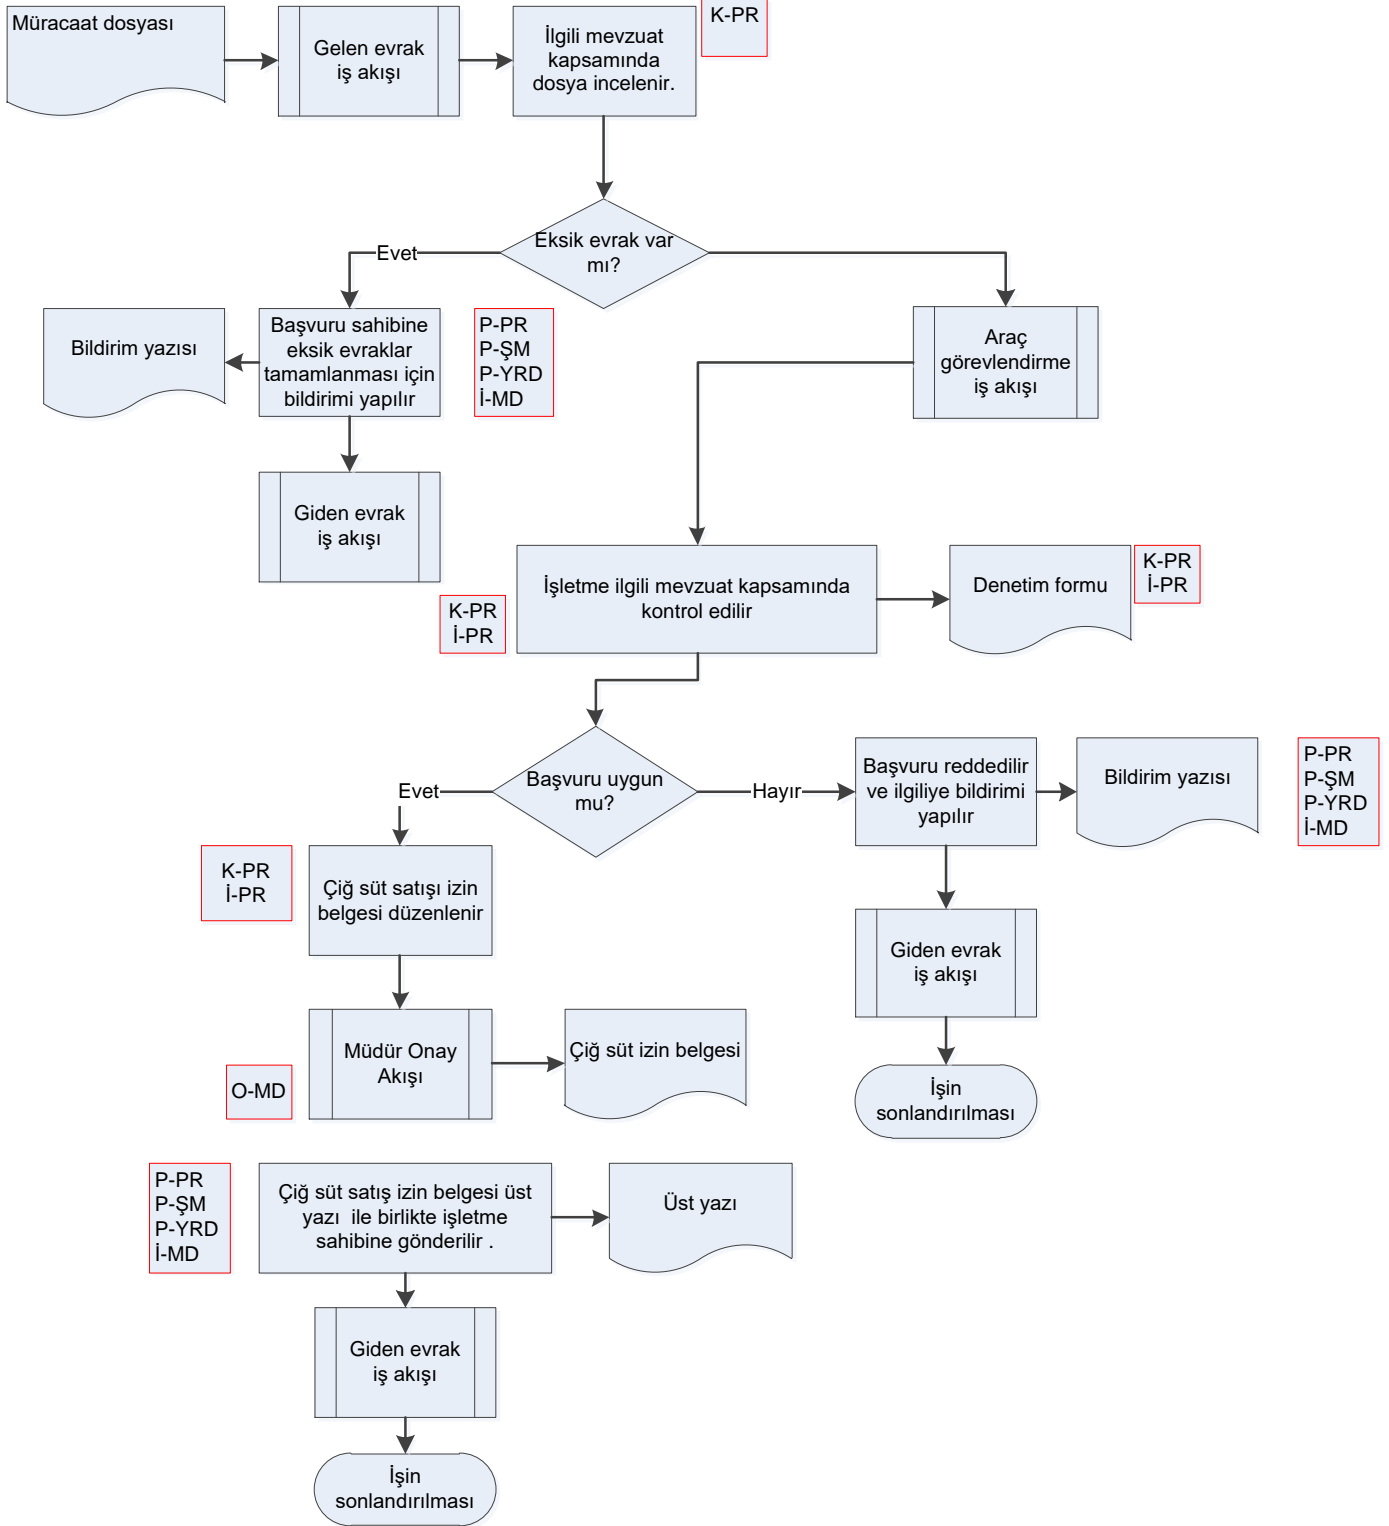 Müracaat dosyası
Gelen evrak
iş akışı
İlgili mevzuat
kapsamında
dosya incelenir.
K-PR
Eksik evrak var
mı?
Evet
Bildirim yazısı
Başvuru sahibine
eksik evraklar
tamamlanması için
bildirimi yapılır
P-PR
P-ŞM
P-YRD
İ-MD
Araç
görevlendirme
iş akışı
Giden evrak
iş akışı
K-PR
İ-PR
İşletme ilgili mevzuat kapsamında
kontrol edilir
Denetim formu
K-PR
İ-PR
Başvuru uygun
mu?
Evet
Hayır
Başvuru reddedilir
ve ilgiliye bildirimi
yapılır
Bildirim yazısı
P-PR
P-ŞM
P-YRD
İ-MD
K-PR
İ-PR
Çiğ süt satışı izin
belgesi düzenlenir
Giden evrak
iş akışı
O-MD
Müdür Onay
Akışı
Çiğ süt izin belgesi
İşin
sonlandırılması
P-PR
P-ŞM
P-YRD
İ-MD
Çiğ süt satış izin belgesi üst
yazı  ile birlikte işletme
sahibine gönderilir .
Üst yazı
Giden evrak
iş akışı
İşin
sonlandırılması